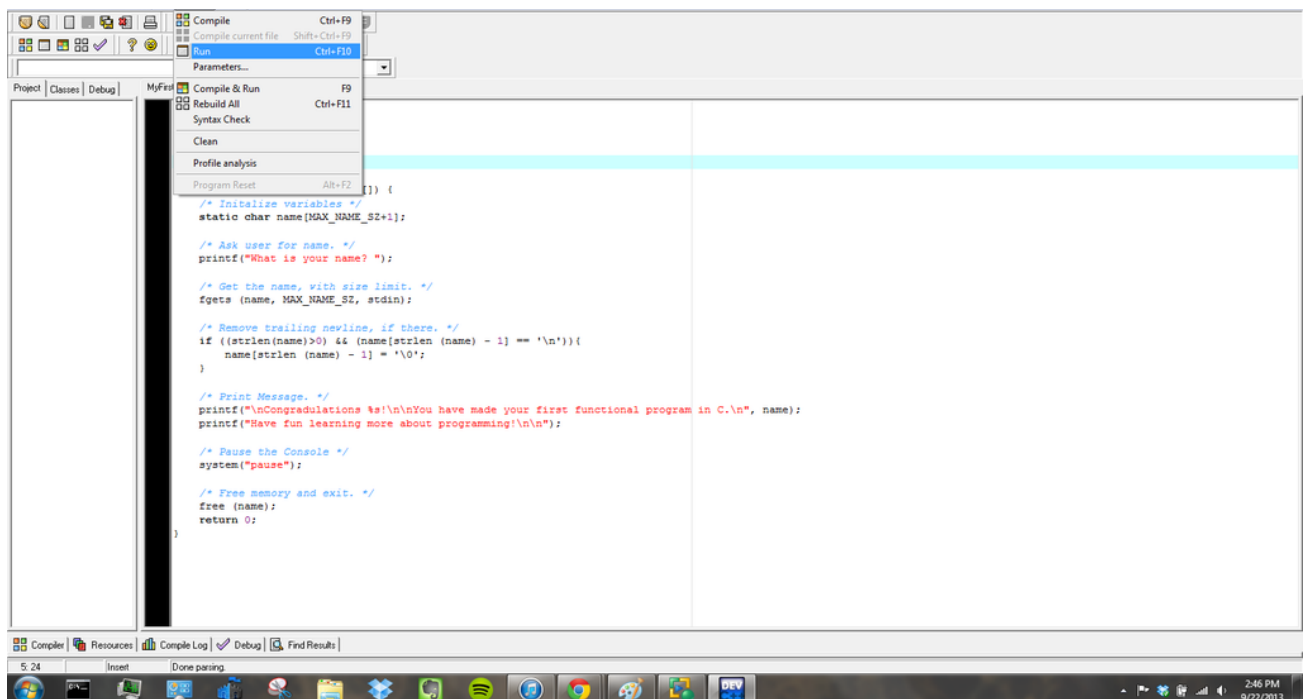 Compile Ctrl+F9
Compile current file Shift+Ctrl+F9
Run Ctrl+F10
Parameters...
Compile & Run F9
Rebuild All Ctrl+F11
Syntax Check
Clean
Profile analysis
Program Reset Alt+F2
Project Classes Debug MyFirst
[]) {
/* Initalize variables */
static char name[MAX_NAME_SZ+1];
/* Ask user for name. */
printf("What is your name? ");
/* Get the name, with size limit. */
fgets (name, MAX_NAME_SZ, stdin);
/* Remove trailing newline, if there. */
if ((strlen(name)>0) && (name[strlen (name) - 1] == '\n')){
name[strlen (name) - 1] = '\0';
}
/* Print Message. */
printf("\nCongradulations %s!\n\nYou have made your first functional program in C.\n", name);
printf("Have fun learning more about programming!\n\n");
/* Pause the Console */
system("pause");
/* Free memory and exit. */
free (name);
return 0;
}
Compiler Resources Compile Log Debug Find Results
5: 24 Insert Done parsing.
DEV
2:46 PM
9/22/2013